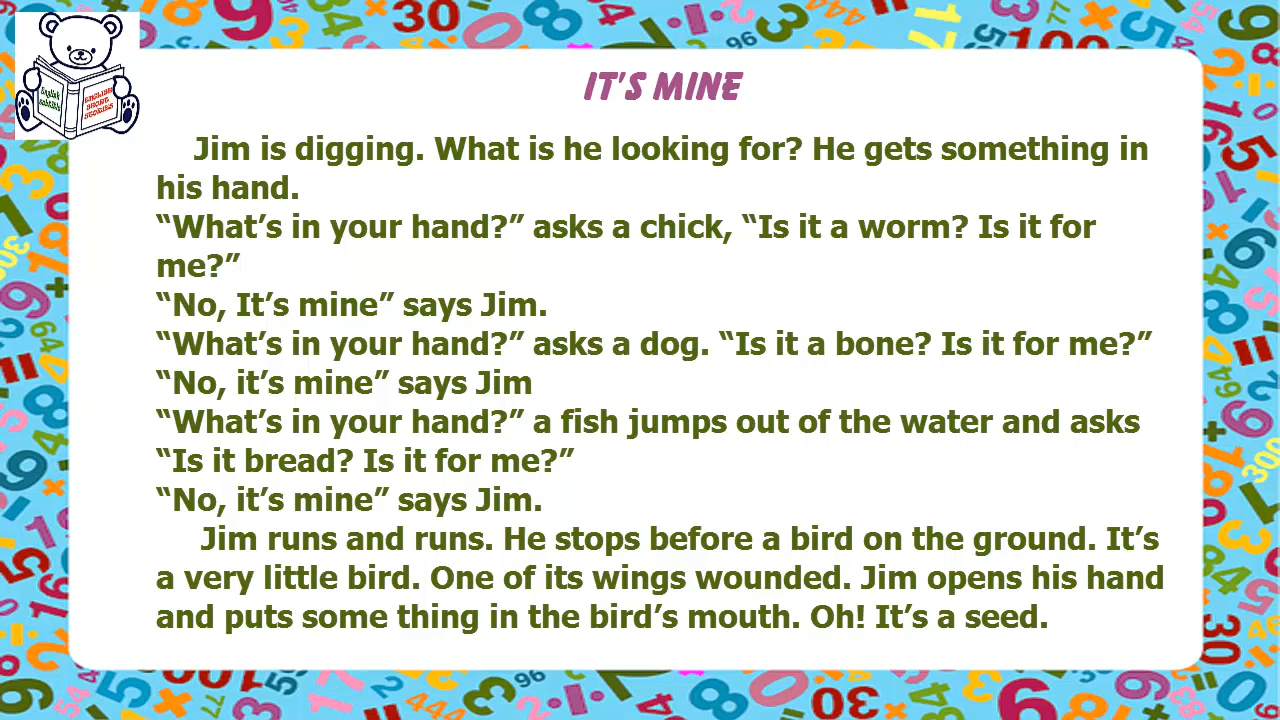 English subtitle
ENGLISH SHORT STORIES
IT'S MINE
Jim is digging. What is he looking for? He gets something in
his hand.
“What’s in your hand?” asks a chick, “Is it a worm? Is it for
me?”
“No, It’s mine” says Jim.
“What’s in your hand?” asks a dog. “Is it a bone? Is it for me?”
“No, it’s mine” says Jim
“What’s in your hand?” a fish jumps out of the water and asks
“Is it bread? Is it for me?”
“No, it’s mine” says Jim.
Jim runs and runs. He stops before a bird on the ground. It’s
a very little bird. One of its wings wounded. Jim opens his hand
and puts some thing in the bird’s mouth. Oh! It’s a seed.